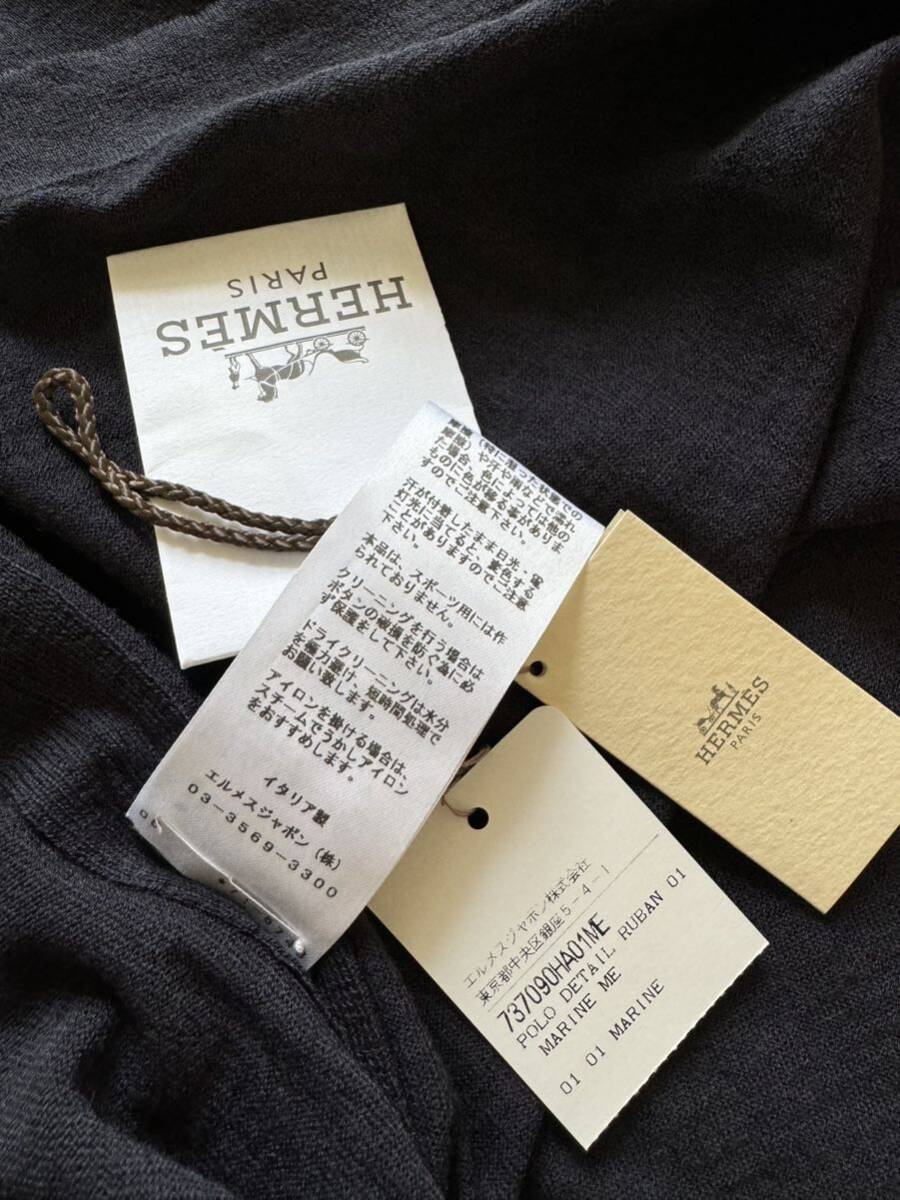 HERMÈS
PARIS
摩擦（特に湿った状態での
摩擦）や汗や雨などで濡れ
た場合、色によっては他の
ものに色が移る事がありま
すのでご注意下さい。
汗が付着したまま日光・蛍
灯光に当てると、変色する
ことがありますのでご注意
下さい。
本品は、スポーツ用には作
られておりません。
クリーニングを行う場合は
ボタンの破損を防ぐ為に必
ず保護をして下さい。
ドライクリーニングは水分
を極力避け、短時間処理で
お願い致します。
アイロンを掛ける場合は、
スチームでうかしアイロン
をおすすめします。
イタリア製
エルメスジャポン（株）
03-3569-3300
HERMÈS
PARIS
エルメスジャポン株式会社
東京都中央区銀座5-4-1
737090HA01ME
POLO DETAIL RUBAN 01
MARINE ME
01 01 MARINE